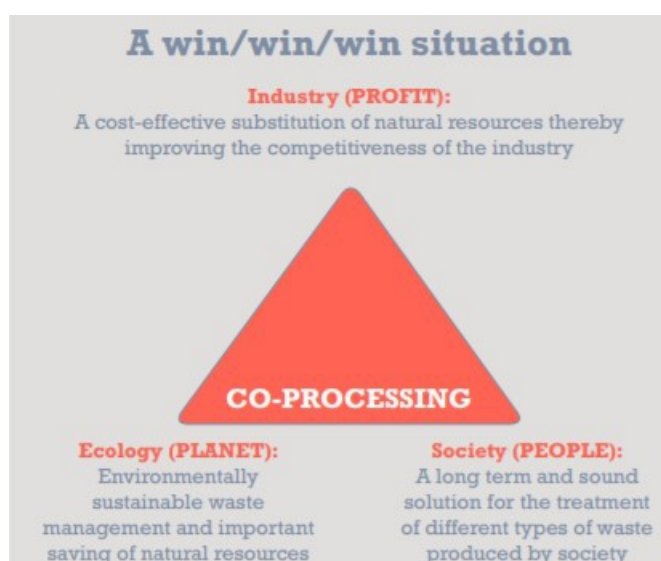 A win/win/win situation
Industry (PROFIT):
A cost-effective substitution of natural resources thereby
improving the competitiveness of the industry
CO-PROCESSING
Ecology (PLANET):
Environmentally
sustainable waste
management and important
saving of natural resources
Society (PEOPLE):
A long term and sound
solution for the treatment
of different types of waste
produced by society